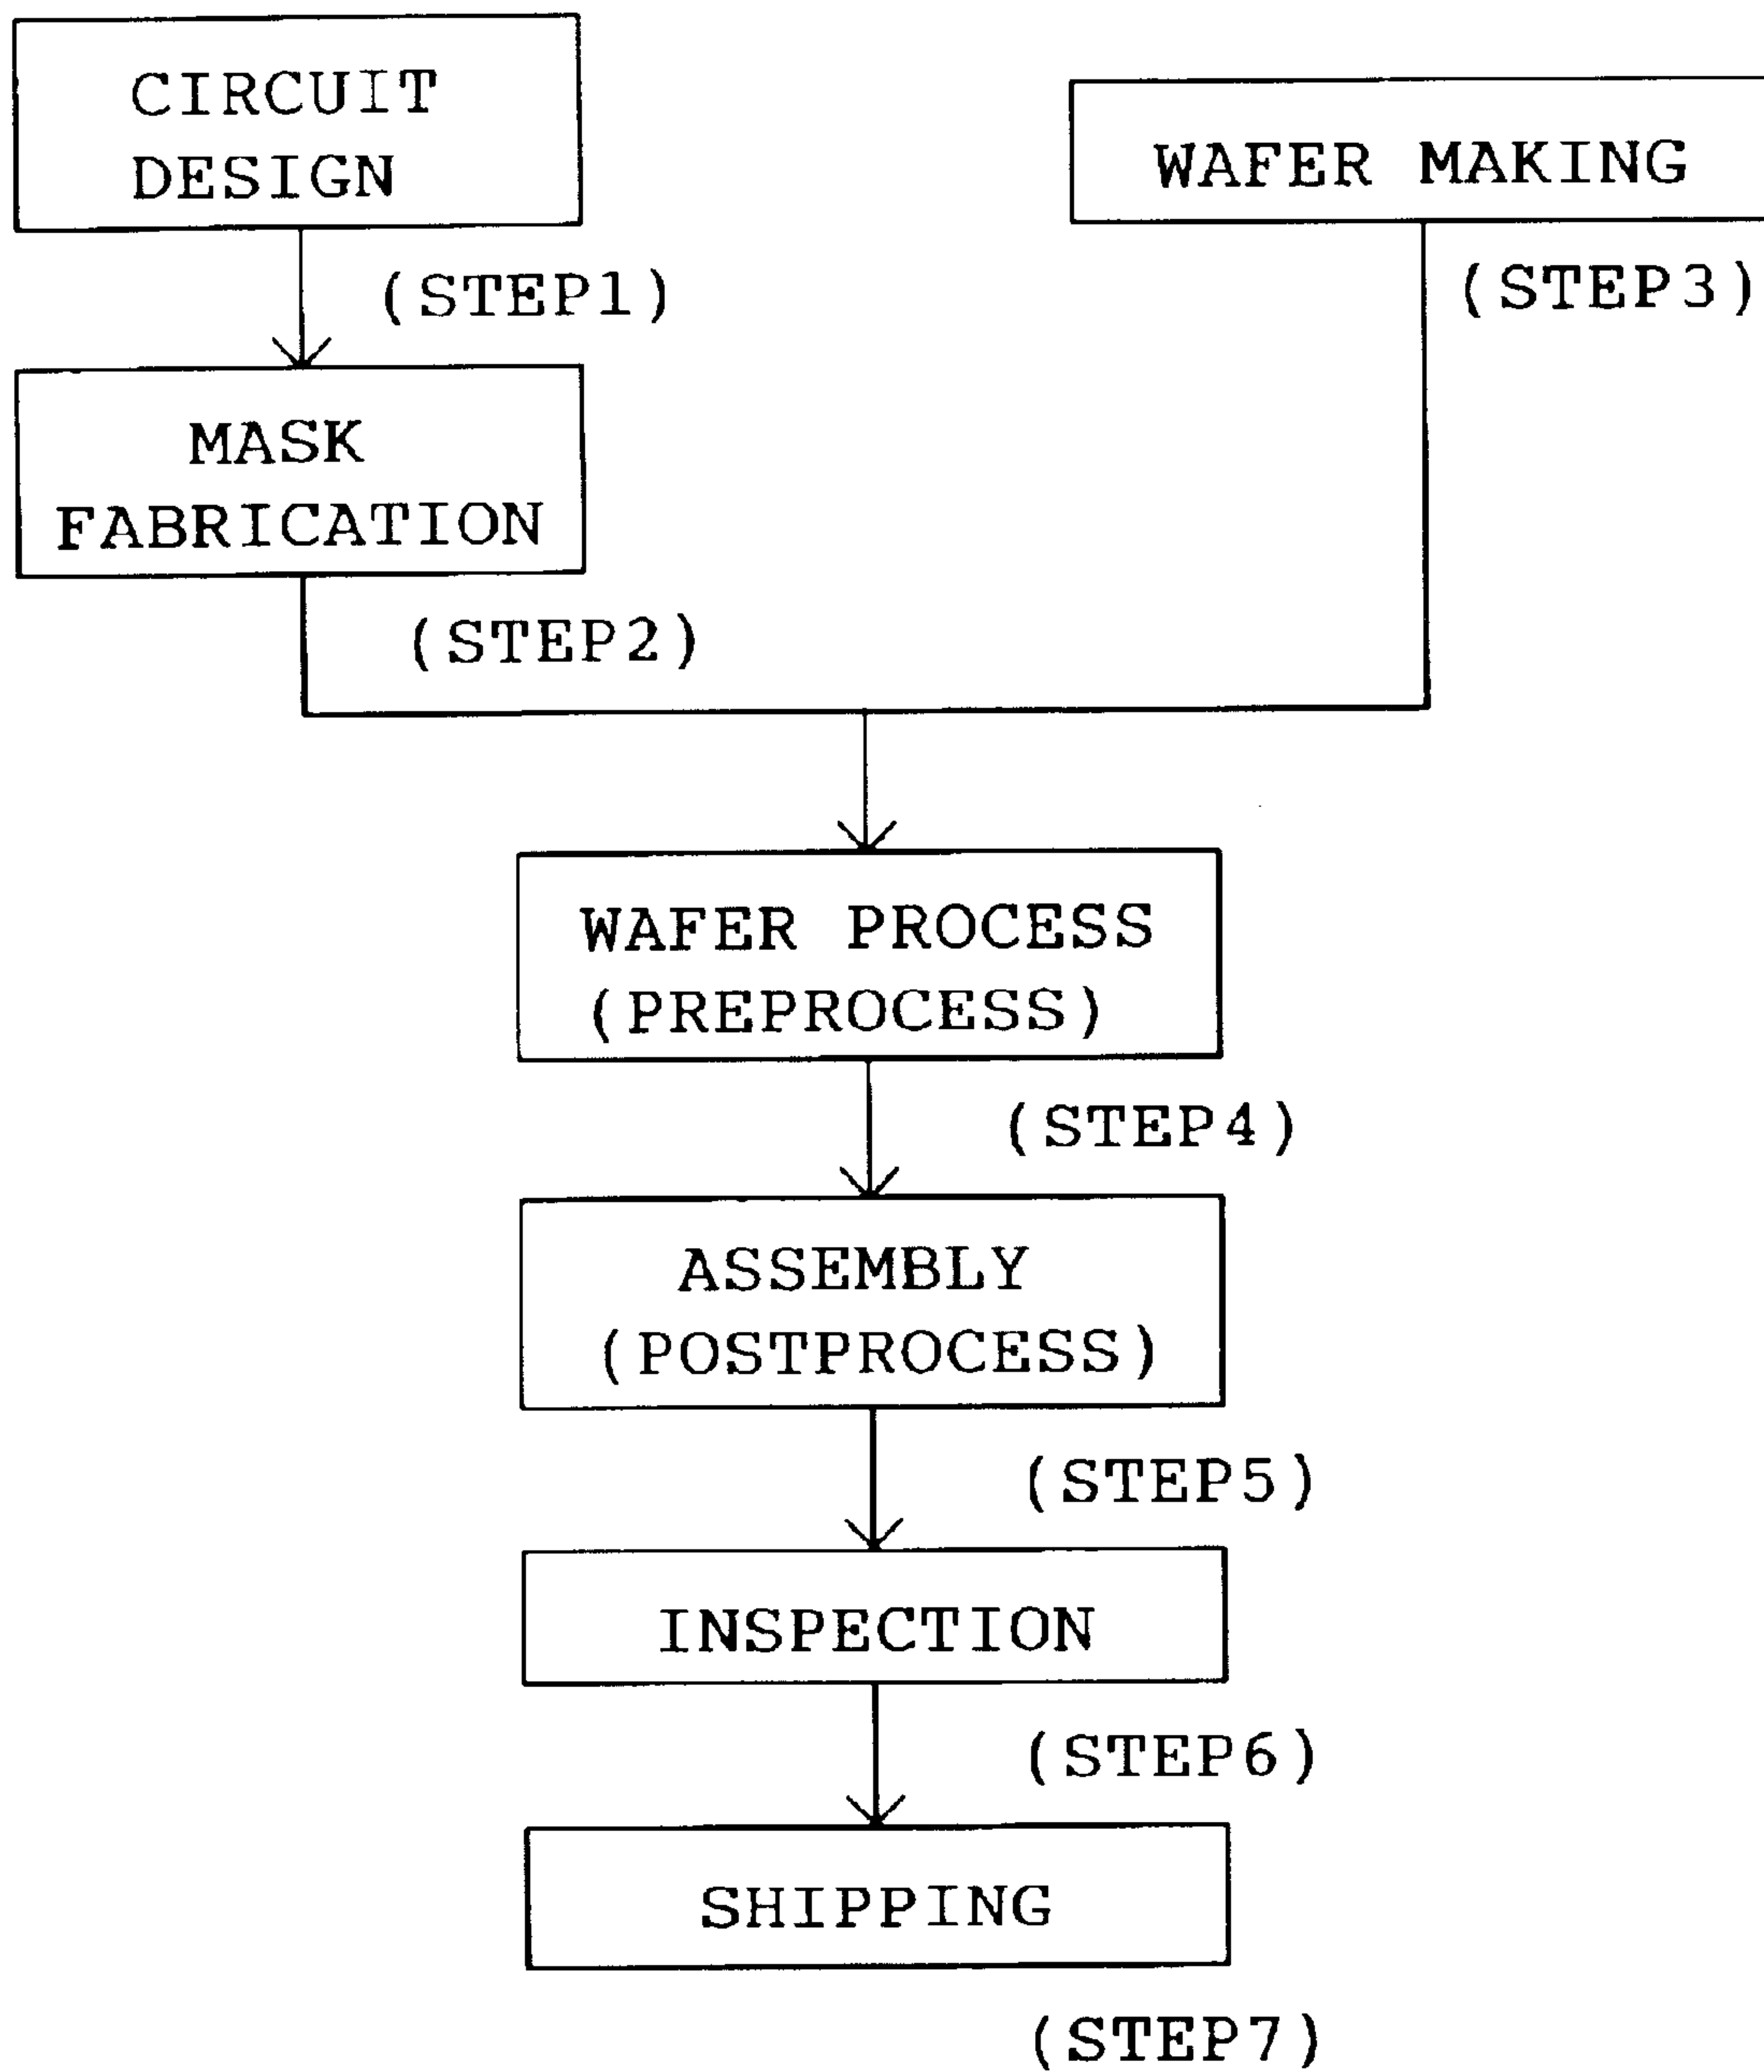 CIRCUIT
DESIGN
(STEP1)
MASK
FABRICATION
(STEP2)
WAFER MAKING
(STEP3)
WAFER PROCESS
(PREPROCESS)
(STEP4)
ASSEMBLY
(POSTPROCESS)
(STEP5)
INSPECTION
(STEP6)
SHIPPING
(STEP7)